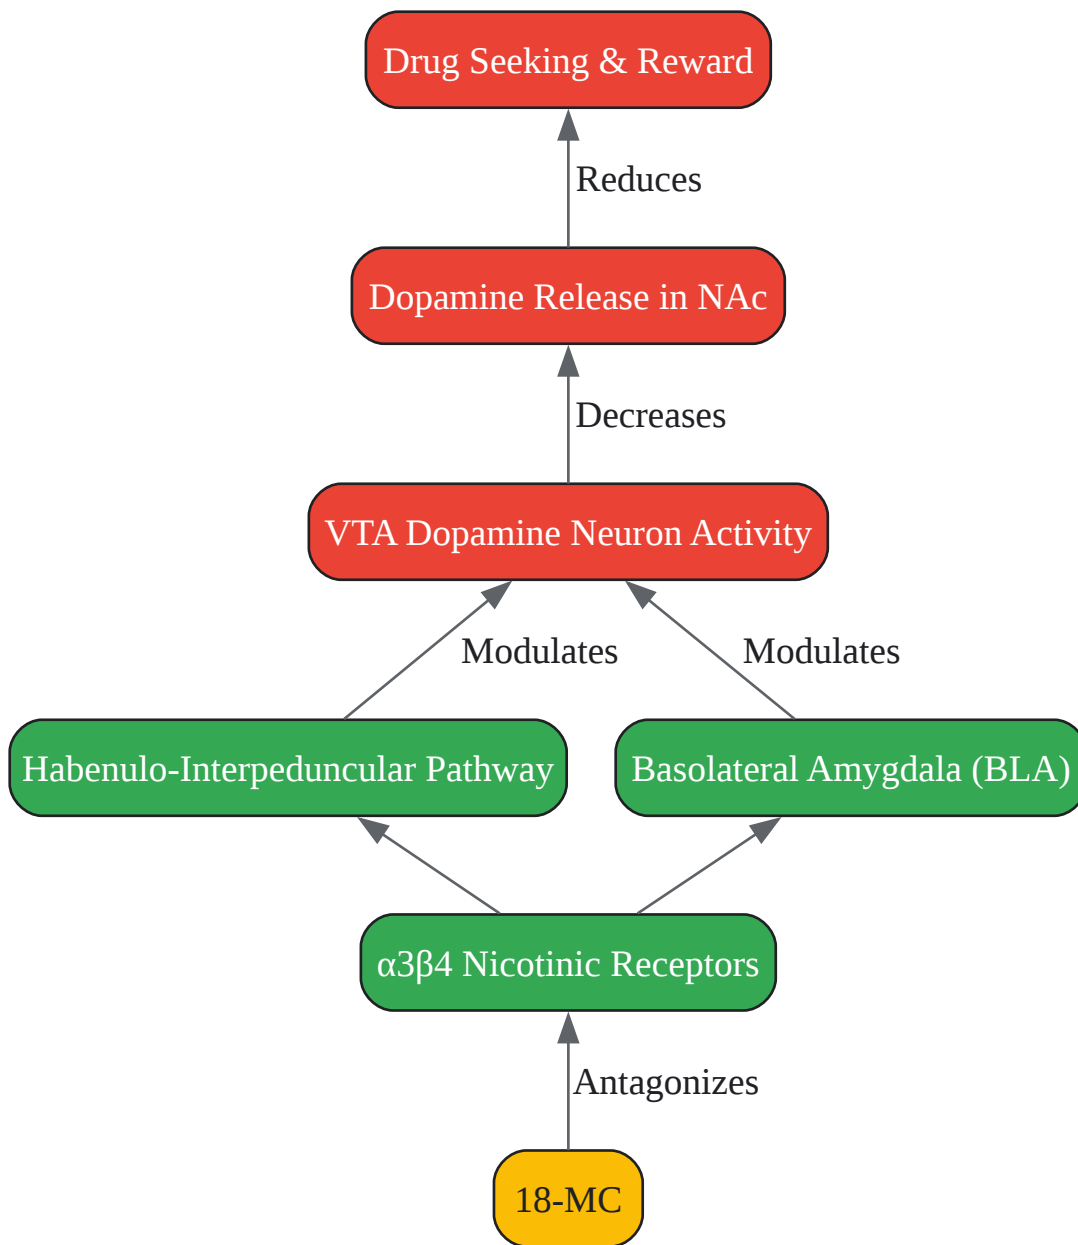 Drug Seeking & Reward
Reduces
Dopamine Release in NAc
Decreases
VTA Dopamine Neuron Activity
Modulates
Modulates
Habenulo-Interpeduncular Pathway
Basolateral Amygdala (BLA)
α3β4 Nicotinic Receptors
Antagonizes
18-MC